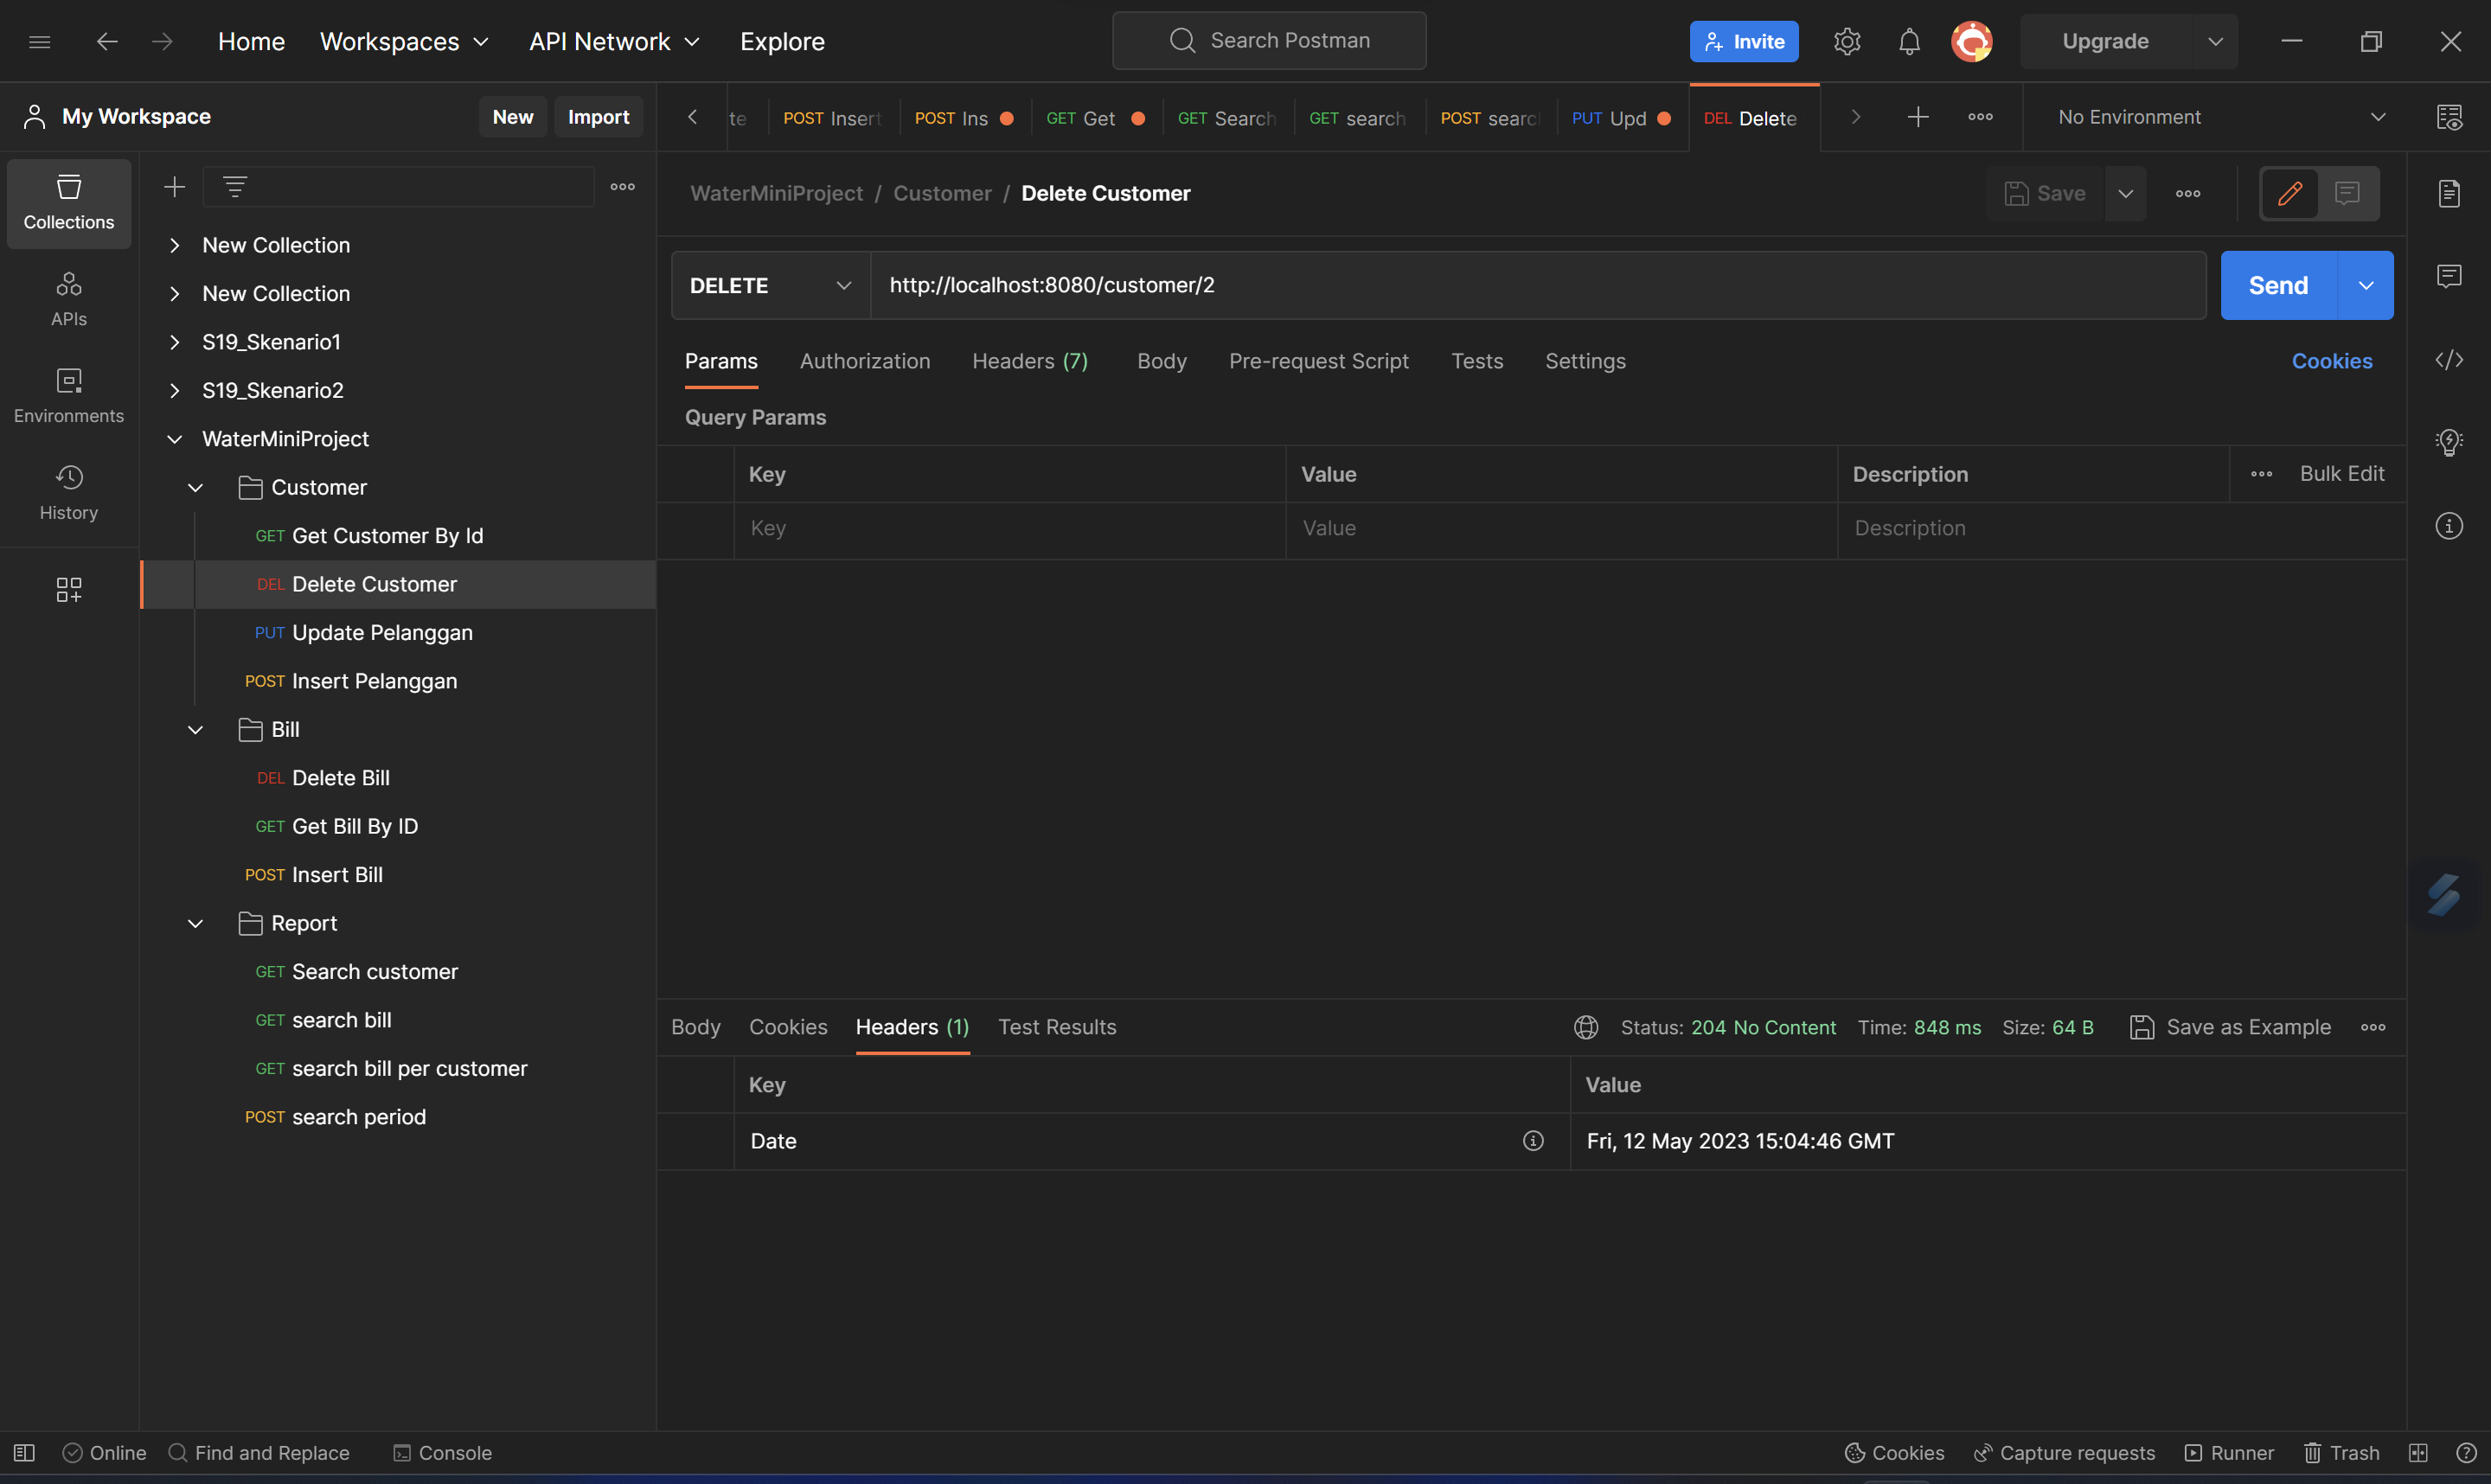 Home Workspaces API Network Explore Search Postman Invite Upgrade
My Workspace New Import
te POST Insert POST Ins GET Get GET Search GET search POST searc PUT Upd DEL Delete No Environment
Collections
APIs
Environments
History
New Collection
New Collection
S19_Skenario1
S19_Skenario2
WaterMiniProject
Customer
GET Get Customer By Id
DEL Delete Customer
PUT Update Pelanggan
POST Insert Pelanggan
Bill
DEL Delete Bill
GET Get Bill By ID
POST Insert Bill
Report
GET Search customer
GET search bill
GET search bill per customer
POST search period
WaterMiniProject / Customer / Delete Customer Save
DELETE http://localhost:8080/customer/2 Send
Params Authorization Headers (7) Body Pre-request Script Tests Settings Cookies
Query Params
Key Value Description Bulk Edit
Key Value Description
Body Cookies Headers (1) Test Results Status: 204 No Content Time: 848 ms Size: 64 B Save as Example
Key Value
Date Fri, 12 May 2023 15:04:46 GMT
Online Find and Replace Console Cookies Capture requests Runner Trash